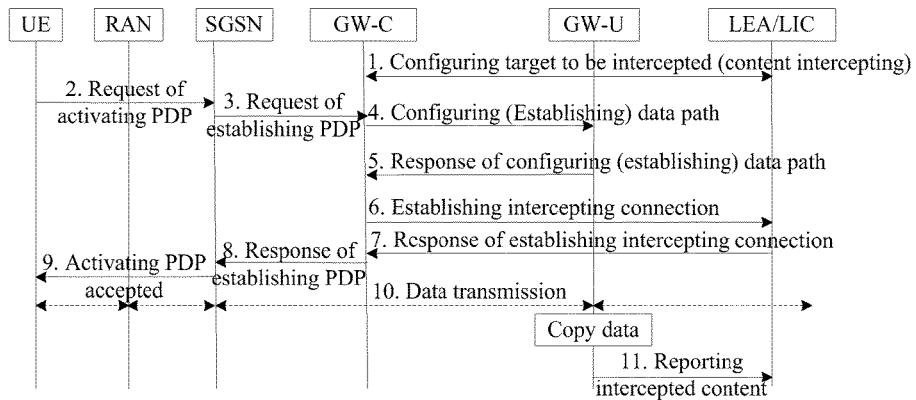 UE RAN SGSN GW-C GW-U LEA/LIC
1. Configuring target to be intercepted (content intercepting)
2. Request of
activating PDP
3. Request of
establishing PDP
4. Configuring (Establishing) data path
5. Response of configuring (establishing) data path
6. Establishing intercepting connection
7. Response of establishing intercepting connection
8. Response of
establishing PDP
9. Activating PDP
accepted
10. Data transmission
Copy data
11. Reporting
intercepted content